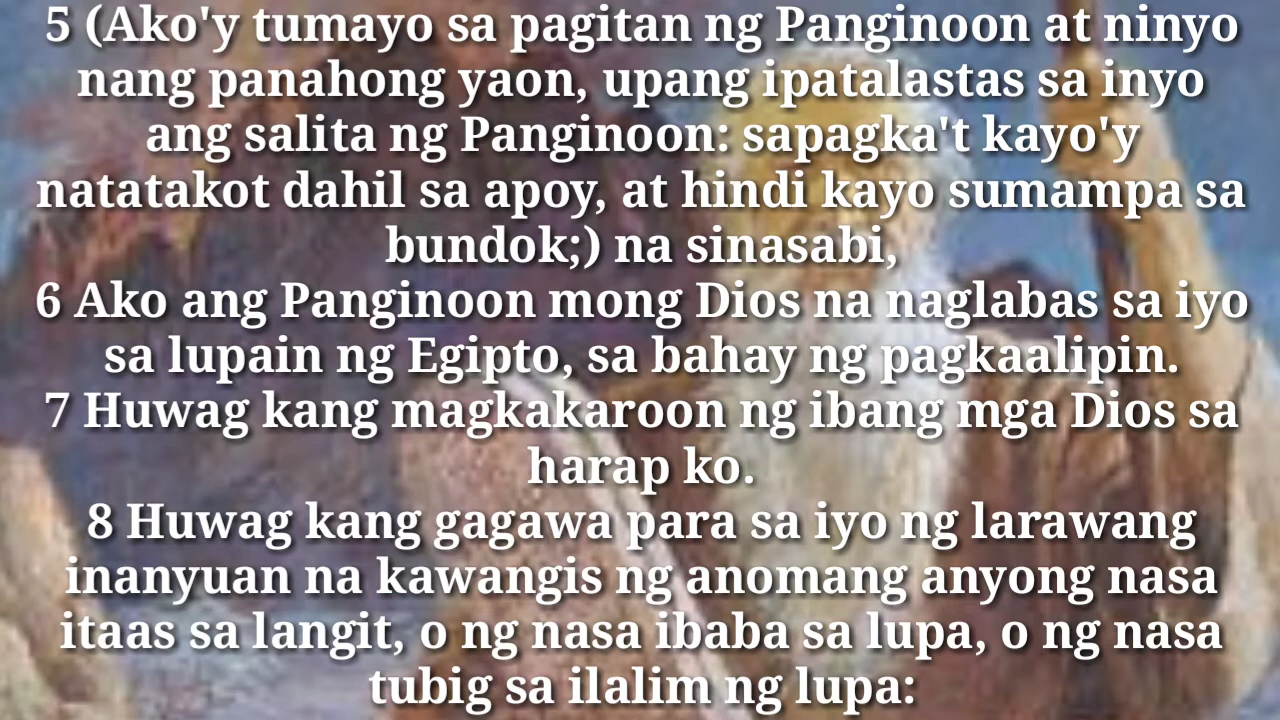 5 (Ako'y tumayo sa pagitan ng Panginoon at ninyo
nang panahong yaon, upang ipatalastas sa inyo
ang salita ng Panginoon: sapagka't kayo'y
natatakot dahil sa apoy, at hindi kayo sumampa sa
bundok;) na sinasabi,
6 Ako ang Panginoon mong Dios na naglabas sa iyo
sa lupain ng Egipto, sa bahay ng pagkaalipin.
7 Huwag kang magkakaroon ng ibang mga Dios sa
harap ko.
8 Huwag kang gagawa para sa iyo ng larawang
inanyuan na kawangis ng anomang anyong nasa
itaas sa langit, o ng nasa ibaba sa lupa, o ng nasa
tubig sa ilalim ng lupa: